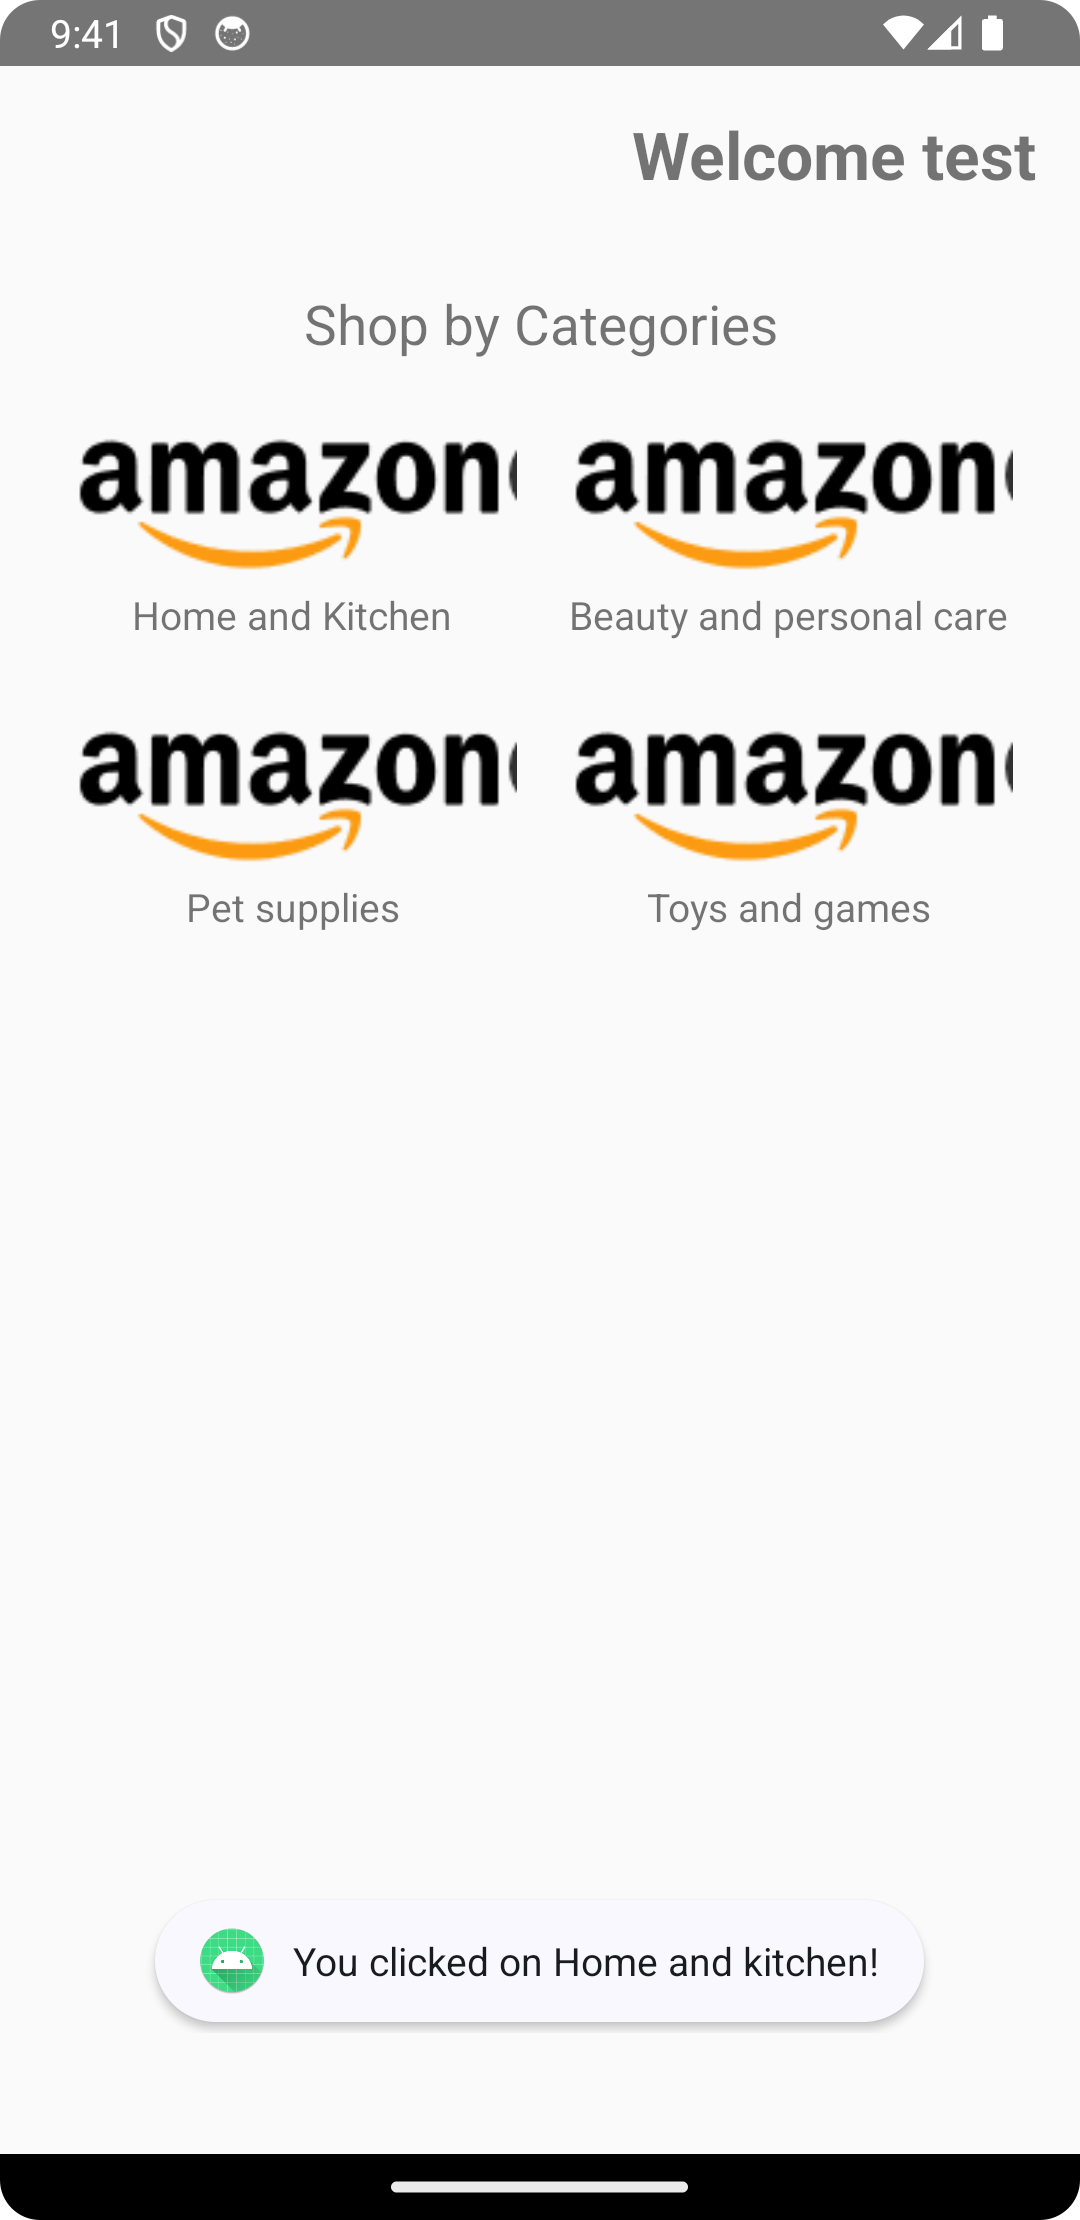 9:41
Welcome test
Shop by Categories
amazon amazon
Home and Kitchen Beauty and personal care
amazon amazon
Pet supplies Toys and games
You clicked on Home and kitchen!